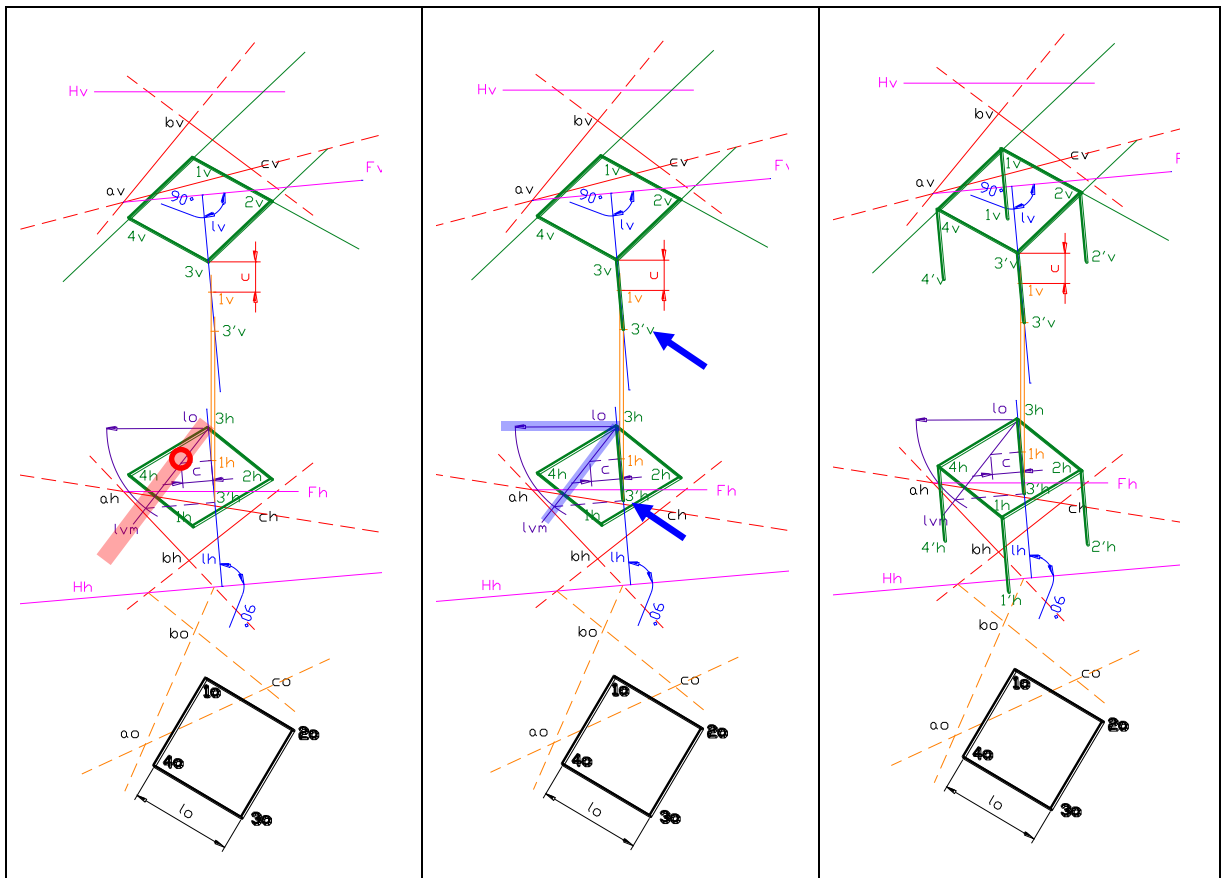 Hv
bv
cv
Fv
av
1v
90°
2v
lv
4v
3v
u
1v
3'v
lo
3h
1h
4h
c
2h
3'h
Fh
ah
1h
ch
lvm
bh
lh
Hh
90°
bo
co
1o
ao
2o
4o
lo
3o
Hv
bv
cv
av
1v
90°
2v
lv
4v
3v
u
1v
3'v
lo
3h
1h
4h
c
2h
3'h
Fh
ah
1h
ch
lvm
bh
lh
Hh
90°
bo
co
1o
ao
2o
4o
lo
3o
Hv
bv
cv
av
1v
90°
2v
1v
lv
4v
3'v
2'v
u
4'v
1v
3'v
lo
3h
1h
4h
c
2h
3'h
Fh
ah
1h
ch
lvm
4'h
bh
lh
2'h
Hh
1'h
90°
bo
co
1o
ao
2o
4o
lo
3o